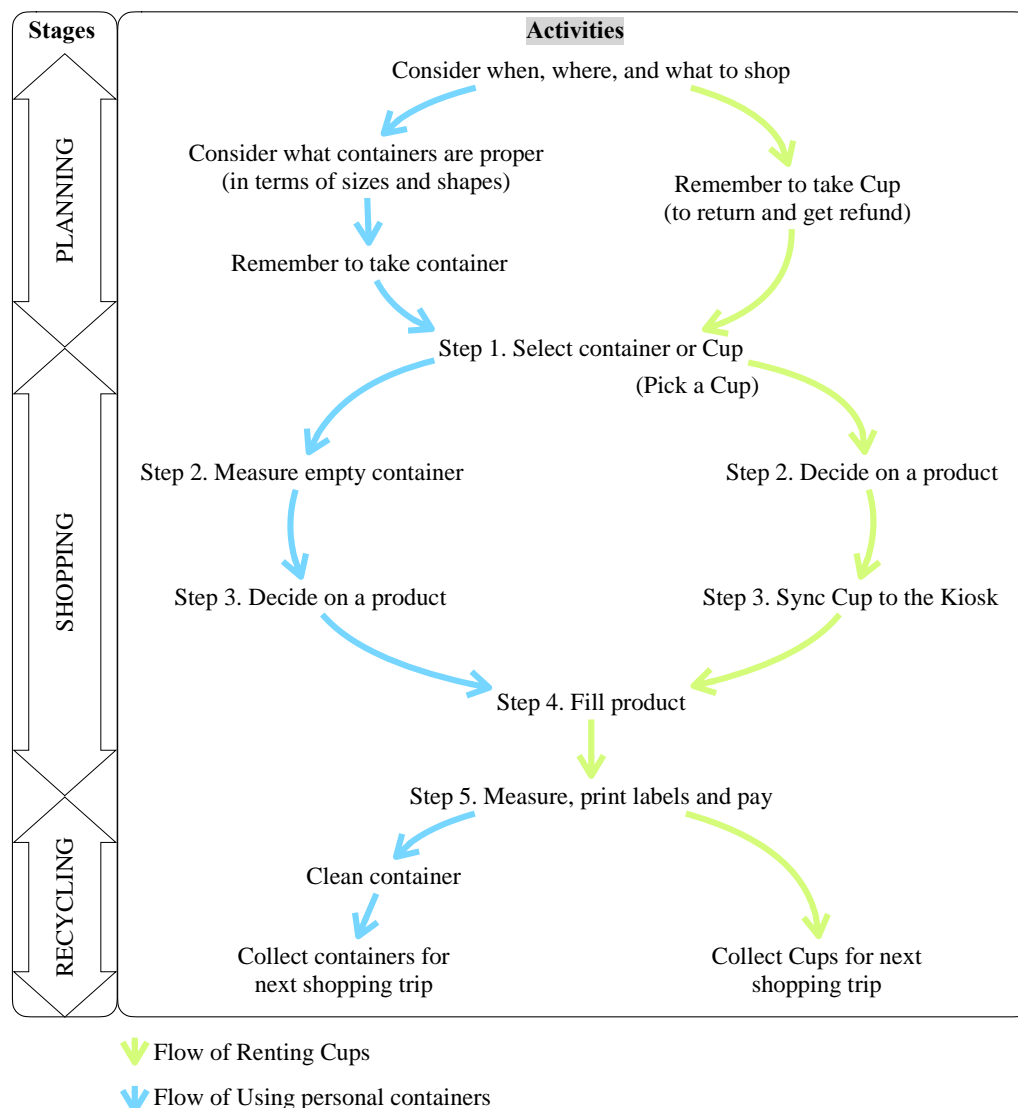 Stages
Activities
PLANNING
Consider when, where, and what to shop
Consider what containers are proper
(in terms of sizes and shapes)
Remember to take Cup
(to return and get refund)
Remember to take container
SHOPPING
Step 1. Select container or Cup
(Pick a Cup)
Step 2. Measure empty container
Step 2. Decide on a product
Step 3. Decide on a product
Step 3. Sync Cup to the Kiosk
Step 4. Fill product
Step 5. Measure, print labels and pay
RECYCLING
Clean container
Collect containers for
next shopping trip
Collect Cups for next
shopping trip
Flow of Renting Cups
Flow of Using personal containers